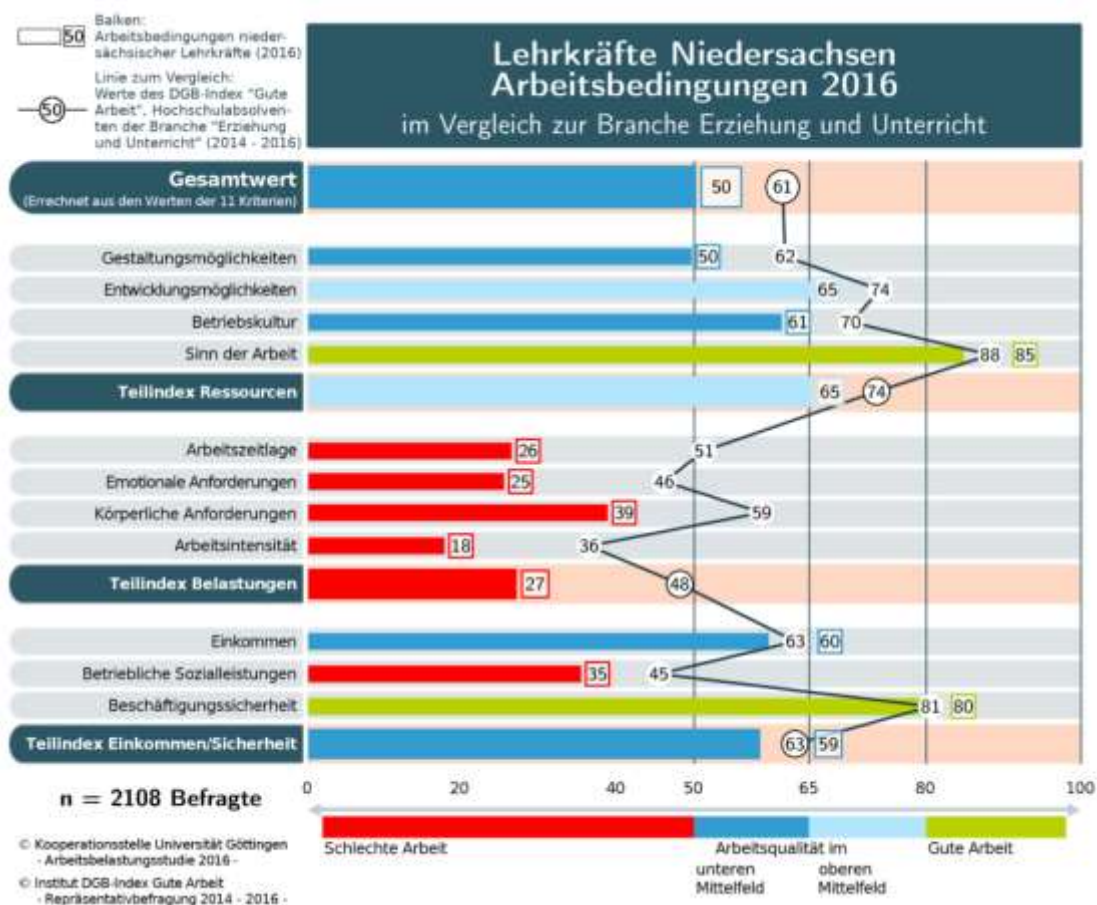 Balken:
50 Arbeitsbedingungen nieder-
sächsischer Lehrkräfte (2016)
Linie zum Vergleich:
Werte des DGB-Index "Gute
50 Arbeit", Hochschulabsolven-
ten der Branche "Erziehung
und Unterricht" (2014 - 2016)
Lehrkräfte Niedersachsen
Arbeitsbedingungen 2016
im Vergleich zur Branche Erziehung und Unterricht
Gesamtwert
(Errechnet aus den Werten der 11 Kriterien)
50 61
Gestaltungsmöglichkeiten 50 62
Entwicklungsmöglichkeiten 65 74
Betriebskultur 61 70
Sinn der Arbeit 88 85
Teilindex Ressourcen 65 74
Arbeitszeitlage 26 51
Emotionale Anforderungen 25 46
Körperliche Anforderungen 39 59
Arbeitsintensität 18 36
Teilindex Belastungen 27 48
Einkommen 63 60
Betriebliche Sozialleistungen 35 45
Beschäftigungssicherheit 81 80
Teilindex Einkommen/Sicherheit 63 59
0 20 40 50 65 80 100
n = 2108 Befragte
Schlechte Arbeit
Arbeitsqualität im
unteren
Mittelfeld
oberen
Mittelfeld
Gute Arbeit
© Kooperationsstelle Universität Göttingen
- Arbeitsbelastungsstudie 2016 -
© Institut DGB-Index Gute Arbeit
- Repräsentativbefragung 2014 - 2016 -